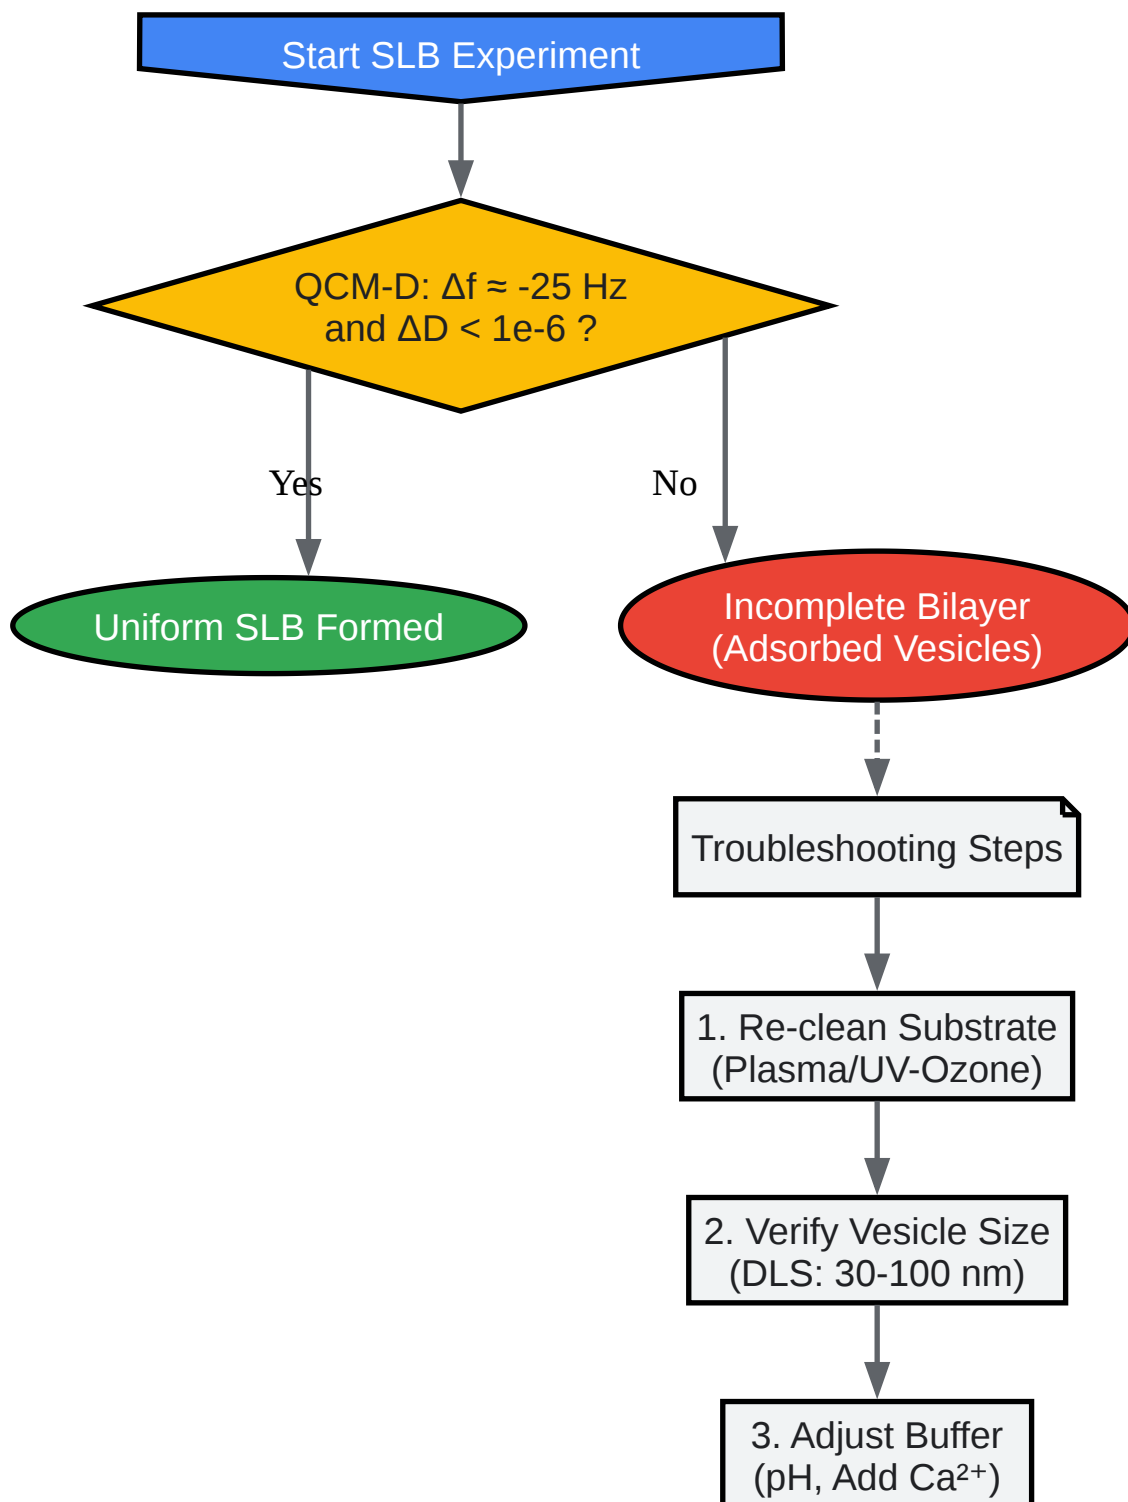 Start SLB Experiment
QCM-D: Δf ≈ -25 Hz
and ΔD < 1e-6 ?
Yes
No
Uniform SLB Formed
Incomplete Bilayer
(Adsorbed Vesicles)
Troubleshooting Steps
1. Re-clean Substrate
(Plasma/UV-Ozone)
2. Verify Vesicle Size
(DLS: 30-100 nm)
3. Adjust Buffer
(pH, Add Ca²⁺)